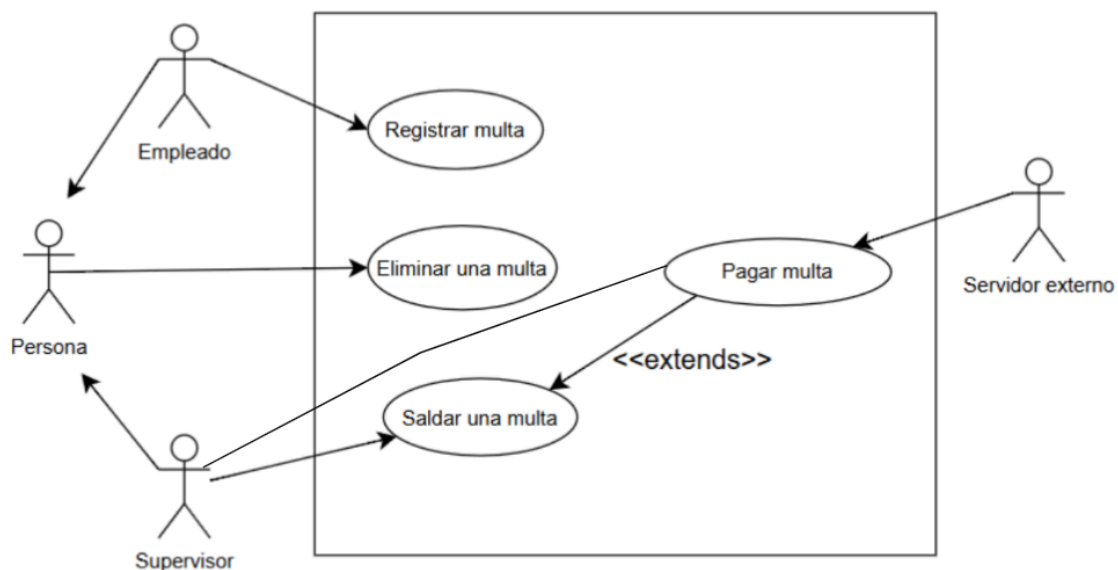 Empleado
Registrar multa
Persona
Eliminar una multa
Pagar multa
Servidor externo
<<extends>>
Saldar una multa
Supervisor